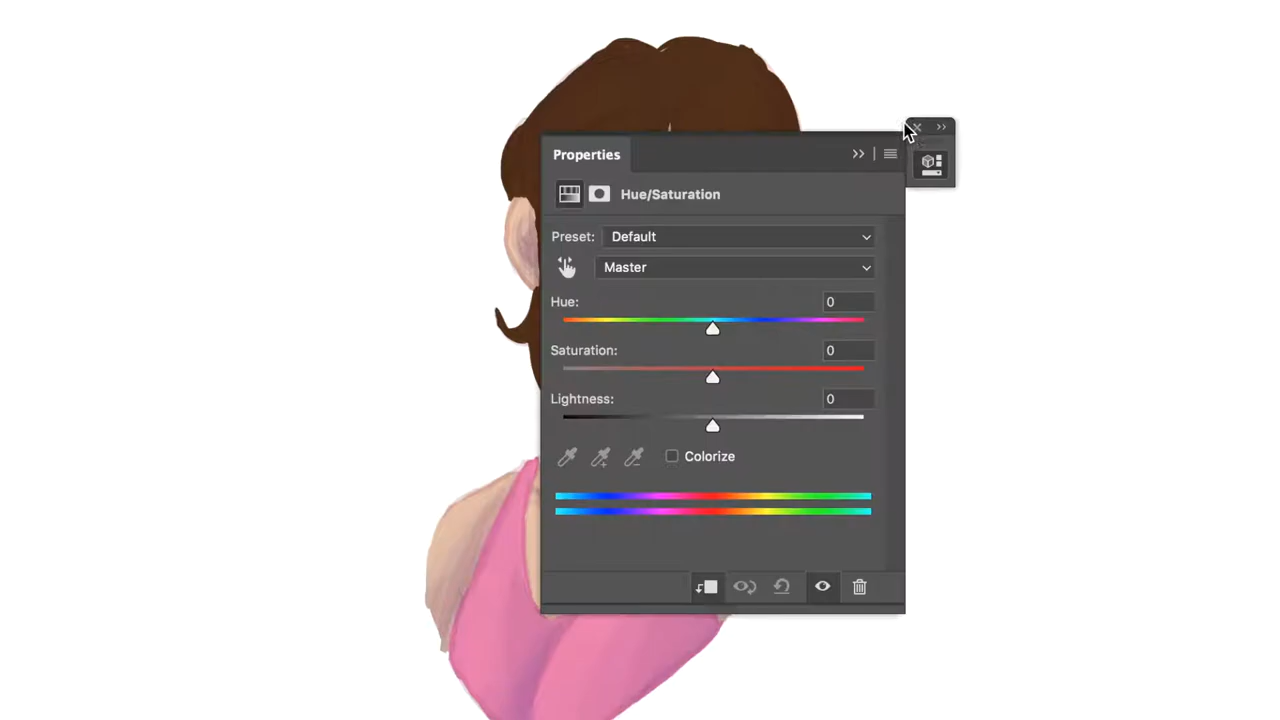 Properties
Hue/Saturation
Preset: Default
Master
Hue: 0
Saturation: 0
Lightness: 0
Colorize